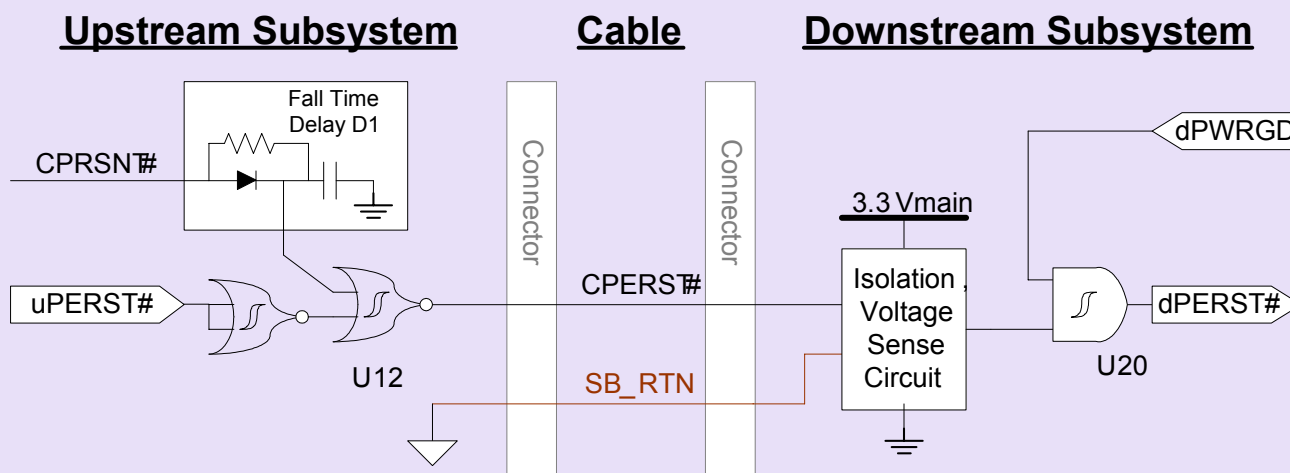 Upstream Subsystem
Cable
Downstream Subsystem
Fall Time
Delay D1
CPRSNT#
uPERST#
U12
Connector
CPERST#
SB_RTN
Connector
3.3 Vmain
Isolation ,
Voltage
Sense
Circuit
dPWRGD
dPERST#
U20